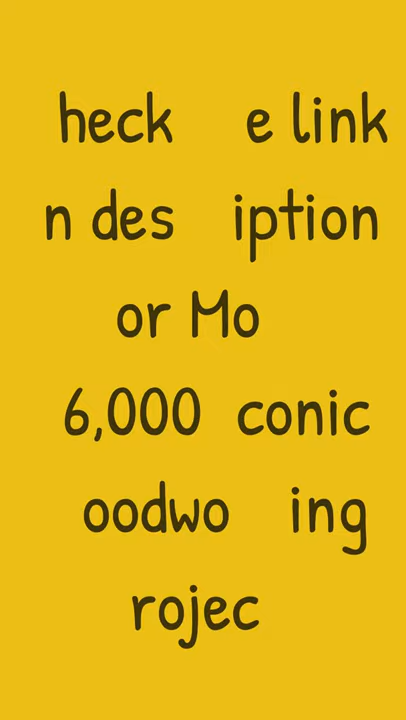 heck e link
n des iption
or Mo
6,000 conic
oodwo ing
rojec